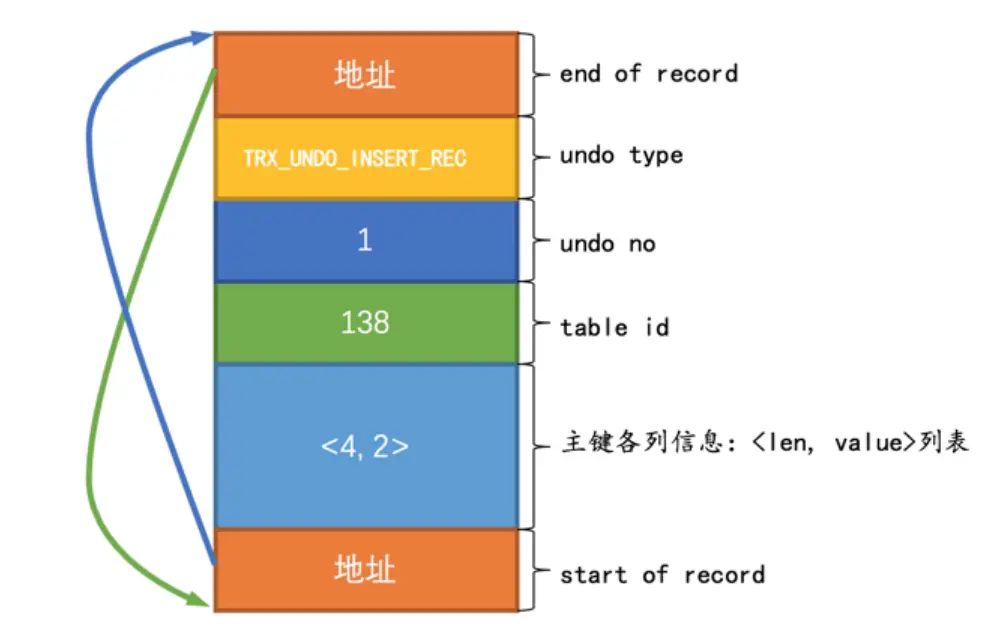 地址
end of record
TRX_UNDO_INSERT_REC
undo type
1
undo no
138
table id
<4, 2>
主键各列信息: <len, value>列表
地址
start of record